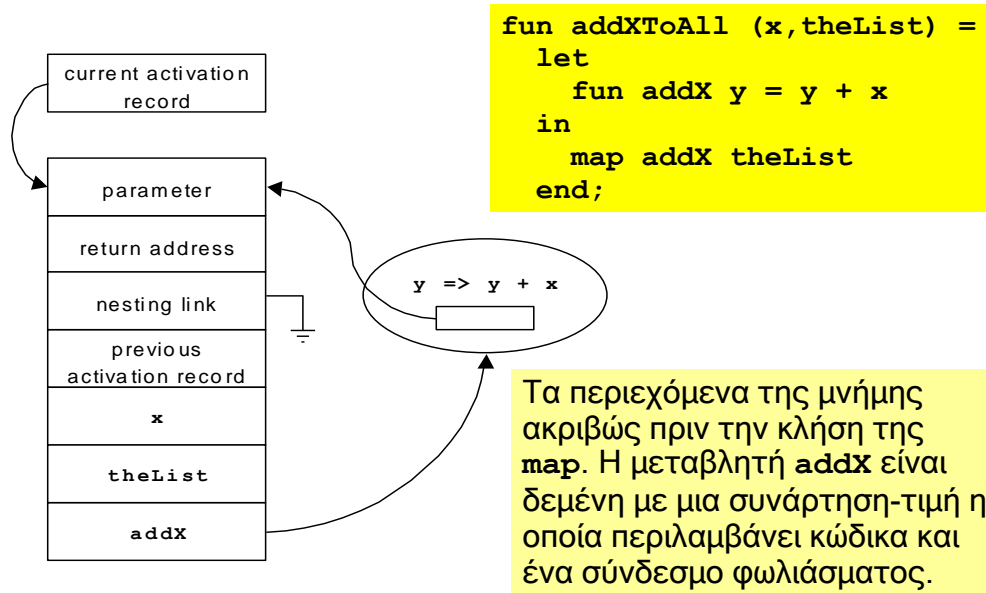 fun addXToAll (x,theList) =
let
fun addX y = y + x
in
map addX theList
end;
current activation
record
parameter
return address
nesting link
previous
activation record
x
theList
addX
y => y + x
Τα περιεχόμενα της μνήμης
ακριβώς πριν την κλήση της
map. Η μεταβλητή addX είναι
δεμένη με μια συνάρτηση-τιμή η
οποία περιλαμβάνει κώδικα και
ένα σύνδεσμο φωλιάσματος.